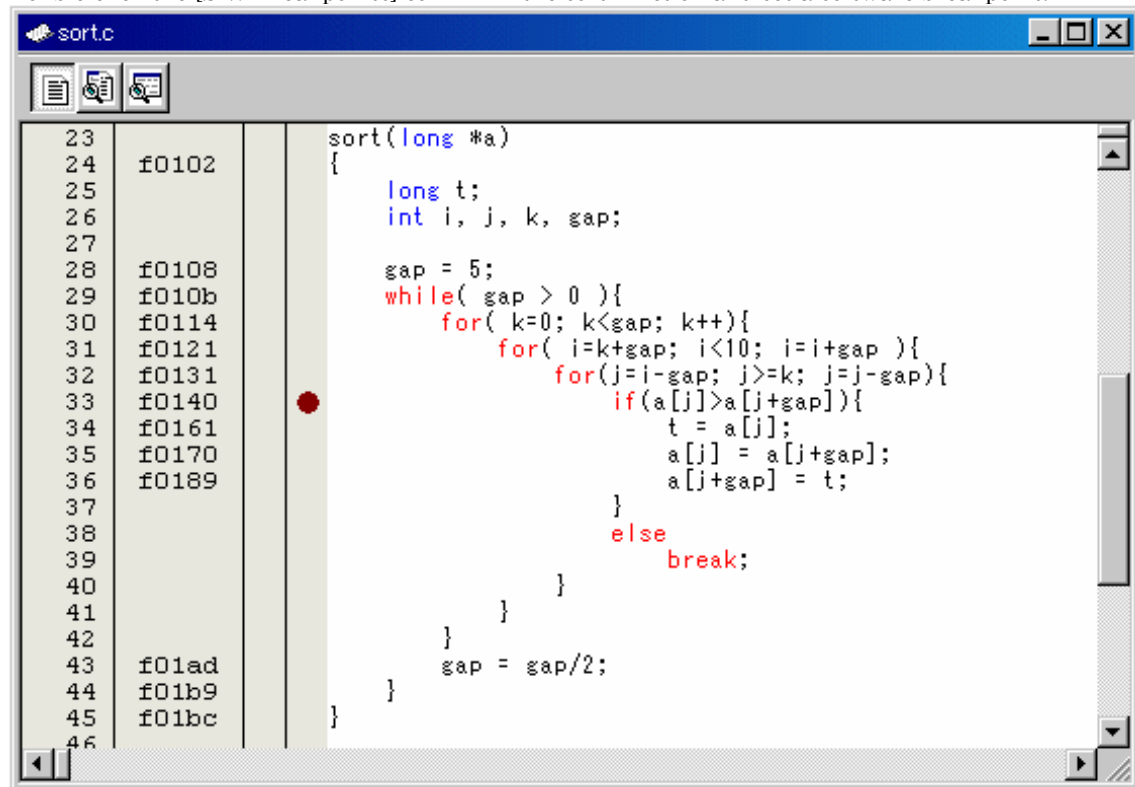 sort.c
23 sort(long *a)
24 f0102 {
25 long t;
26 int i, j, k, gap;
27
28 f0108 gap = 5;
29 f010b while( gap > 0 ){
30 f0114 for( k=0; k<gap; k++){
31 f0121 for( i=k+gap; i<10; i=i+gap ){
32 f0131 for(j=i-gap; j>=k; j=j-gap){
33 f0140 if(a[j]>a[j+gap]){
34 f0161 t = a[j];
35 f0170 a[j] = a[j+gap];
36 f0189 a[j+gap] = t;
37 }
38 else
39 break;
40 }
41 }
42 }
43 f01ad gap = gap/2;
44 f01b9 }
45 f01bc }
46